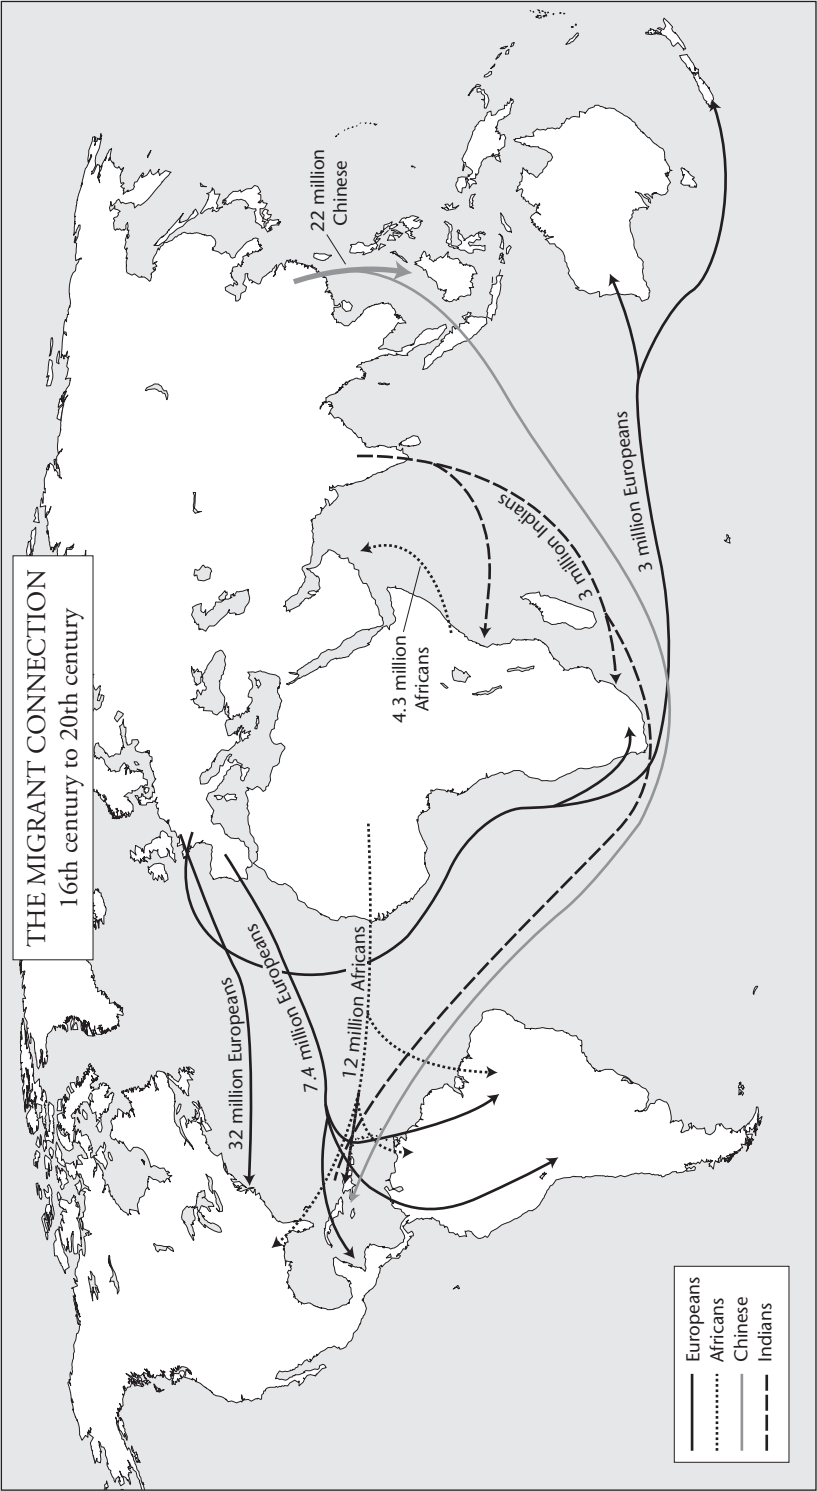 THE MIGRANT CONNECTION
16th century to 20th century
22 million
Chinese
3 million Europeans
3 million Indians
4.3 million
Africans
32 million Europeans
7.4 million Europeans
12 million Africans
Europeans
Africans
Chinese
Indians